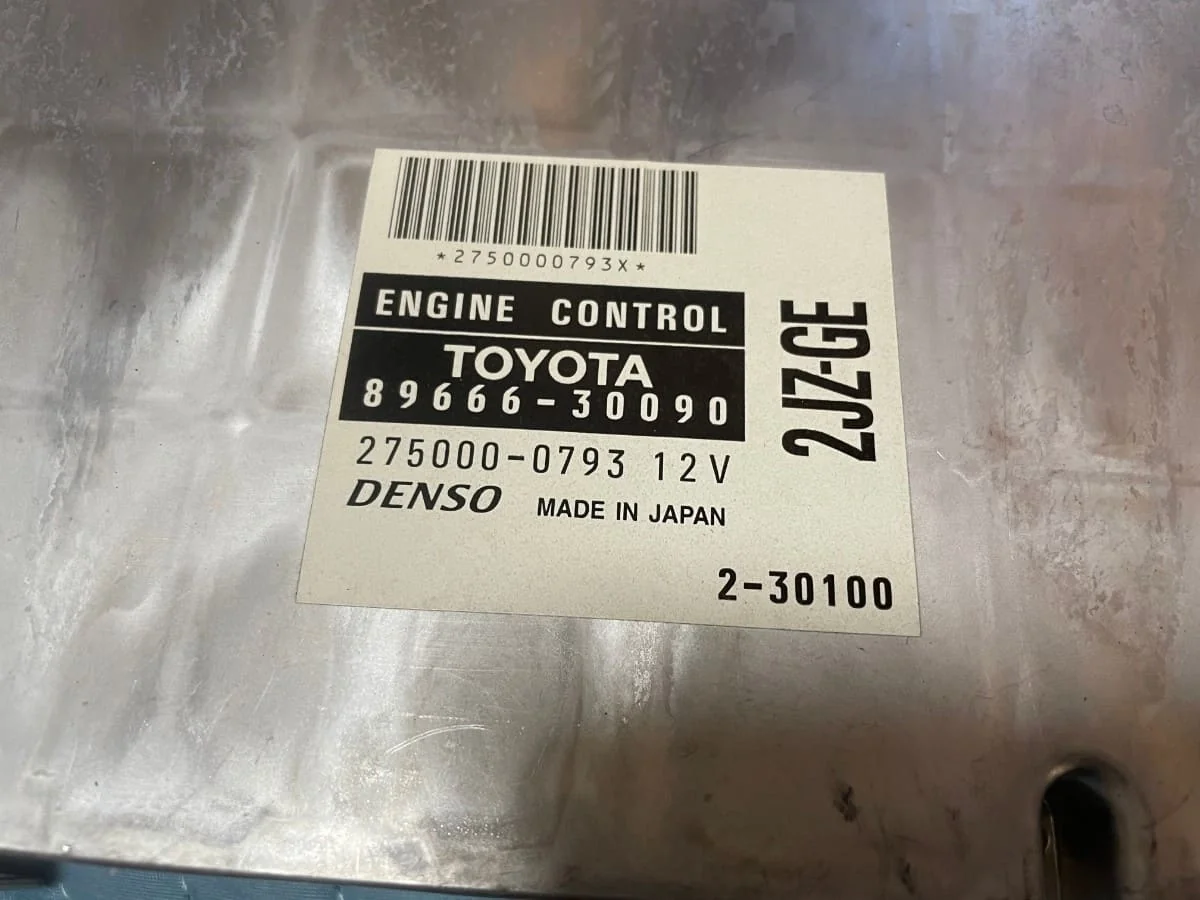 *2750000793X*
ENGINE CONTROL
TOYOTA
89666-30090
275000-0793 12V
DENSO MADE IN JAPAN
2JZ-GE
2-30100